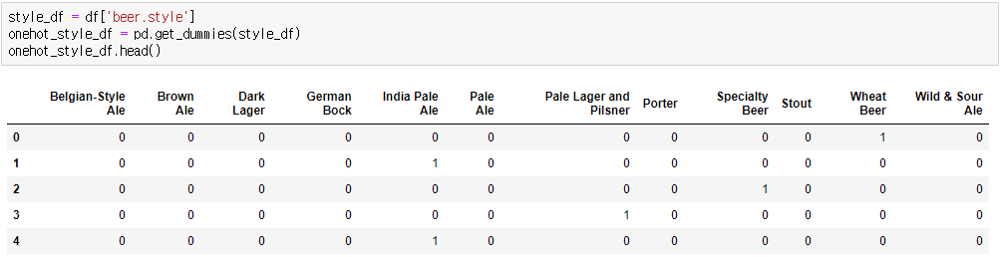 style_df = df['beer.style']
onehot_style_df = pd.get_dummies(style_df)
onehot_style_df.head()
Belgian-Style Ale Brown Ale Dark Lager German Bock India Pale Ale Pale Ale Pale Lager and Pilsner Porter Specialty Beer Stout Wheat Beer Wild & Sour Ale
0 0 0 0 0 0 0 0 0 0 0 1 0
1 0 0 0 0 1 0 0 0 0 0 0 0
2 0 0 0 0 0 0 0 0 1 0 0 0
3 0 0 0 0 0 0 1 0 0 0 0 0
4 0 0 0 0 1 0 0 0 0 0 0 0